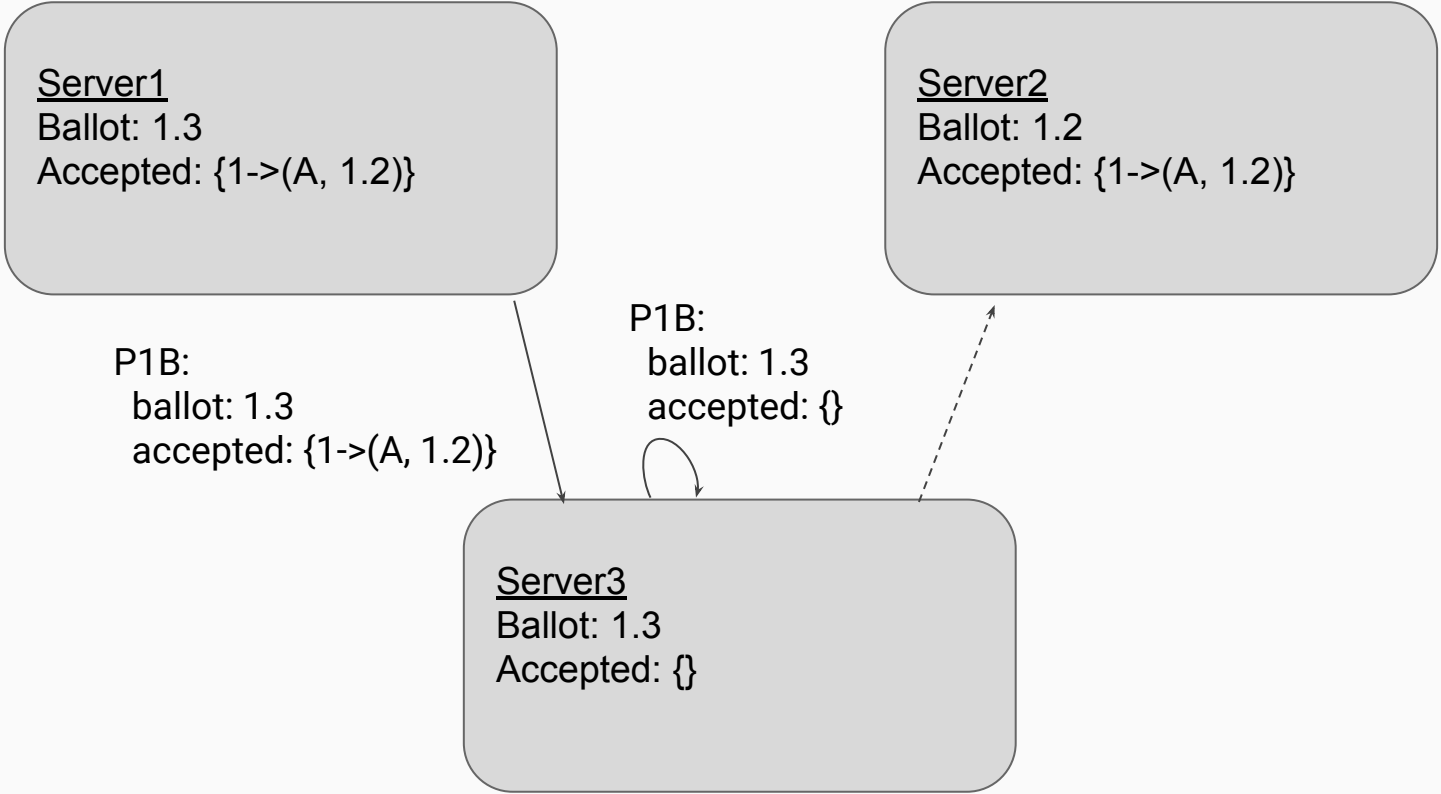 Server1
Ballot: 1.3
Accepted: {1->(A, 1.2)}
Server2
Ballot: 1.2
Accepted: {1->(A, 1.2)}
P1B:
ballot: 1.3
accepted: {1->(A, 1.2)}
P1B:
ballot: 1.3
accepted: {}
Server3
Ballot: 1.3
Accepted: {}